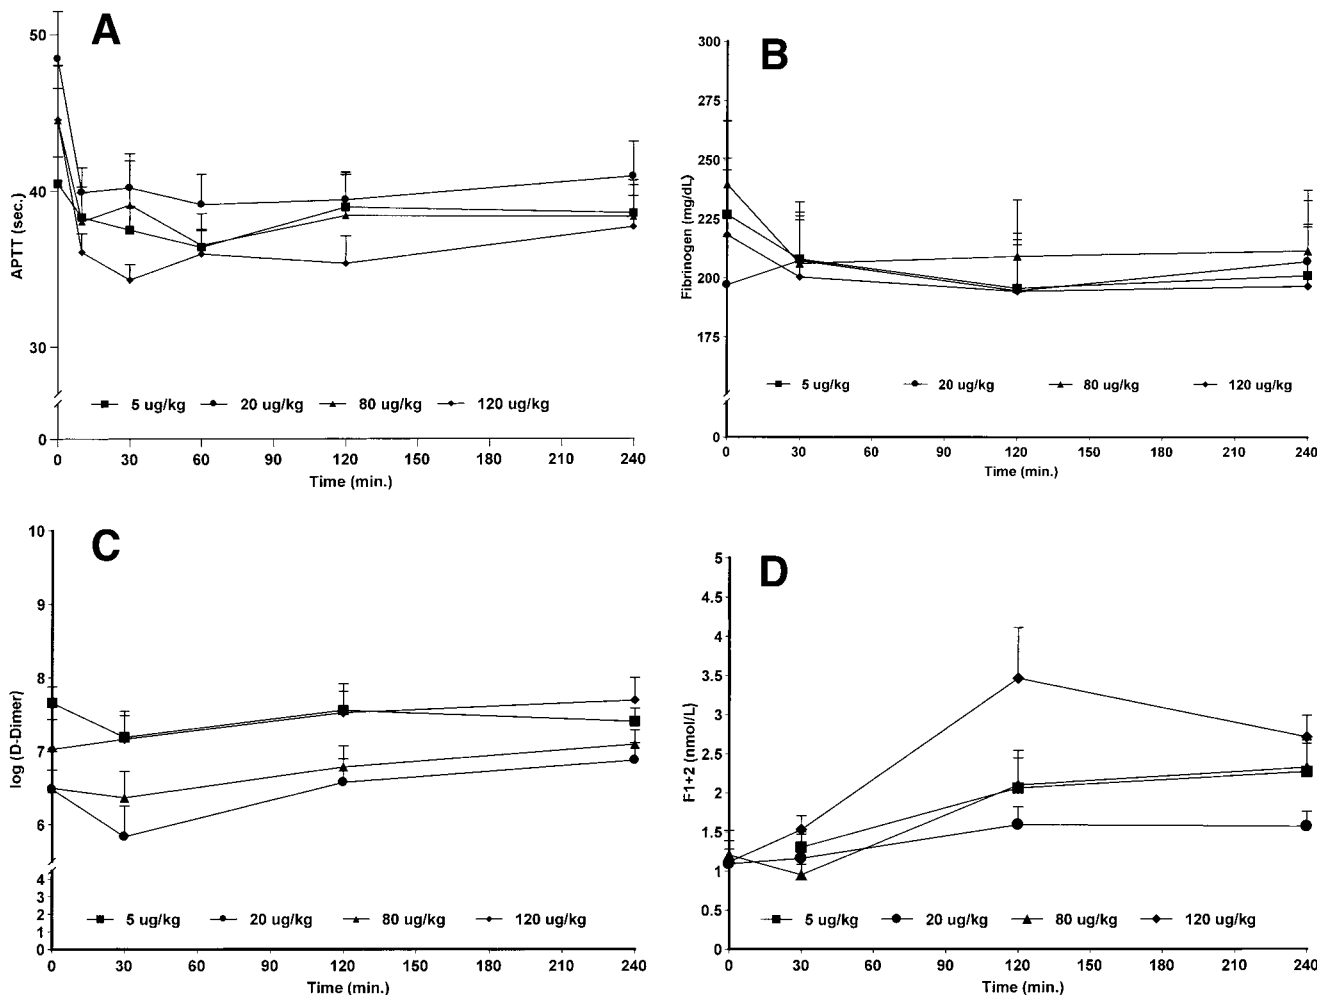 A
50
40
30
0
APTT (sec.)
5 ug/kg 20 ug/kg 80 ug/kg 120 ug/kg
0 30 60 90 120 150 180 210 240
Time (min.)
B
300
275
250
225
200
175
0
Fibrinogen (mg/dL)
5 ug/kg 20 ug/kg 80 ug/kg 120 ug/kg
0 30 60 90 120 150 180 210 240
Time (min.)
C
10
9
8
7
6
4
3
2
1
0
log (D-Dimer)
5 ug/kg 20 ug/kg 80 ug/kg 120 ug/kg
0 30 60 90 120 150 180 210 240
Time (min.)
D
5
4.5
4
3.5
3
2.5
2
1.5
1
0.5
0
F1+2 (nmol/L)
5 ug/kg 20 ug/kg 80 ug/kg 120 ug/kg
0 30 60 90 120 150 180 210 240
Time (min.)